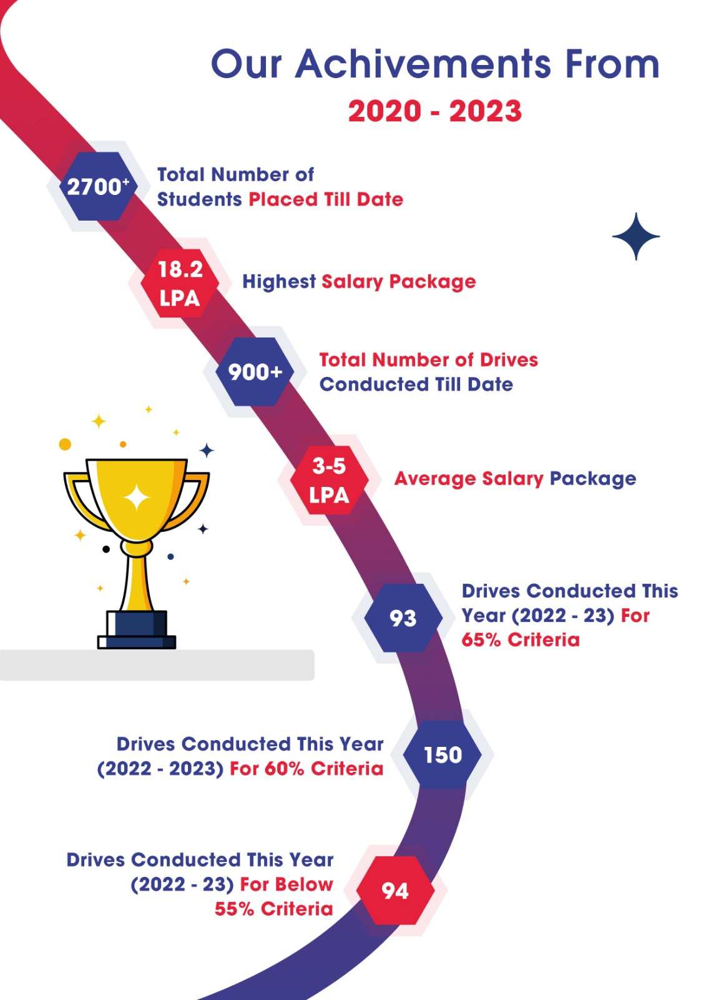 Our Achivements From
2020 - 2023
2700+
Total Number of
Students Placed Till Date
18.2
LPA
Highest Salary Package
900+
Total Number of Drives
Conducted Till Date
3-5
LPA
Average Salary Package
93
Drives Conducted This
Year (2022 - 23) For
65% Criteria
Drives Conducted This Year
(2022 - 2023) For 60% Criteria
150
Drives Conducted This Year
(2022 - 23) For Below
55% Criteria
94